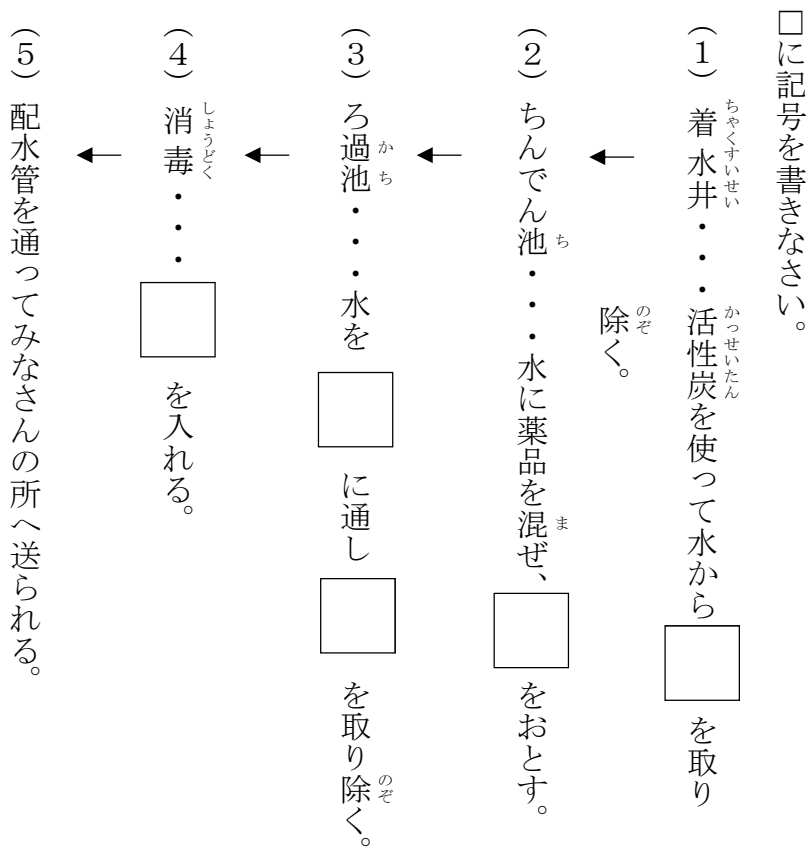 □に記号を書きなさい。
(1) 着水井・・・活性炭を使って水から□を取り
除く。
(2) ちんでん池・・・水に薬品を混ぜ、□をおとす。
(3) ろ過池・・・水を□に通し□を取り除く。
(4) 消毒・・・□を入れる。
(5) 配水管を通ってみなさんの所へ送られる。